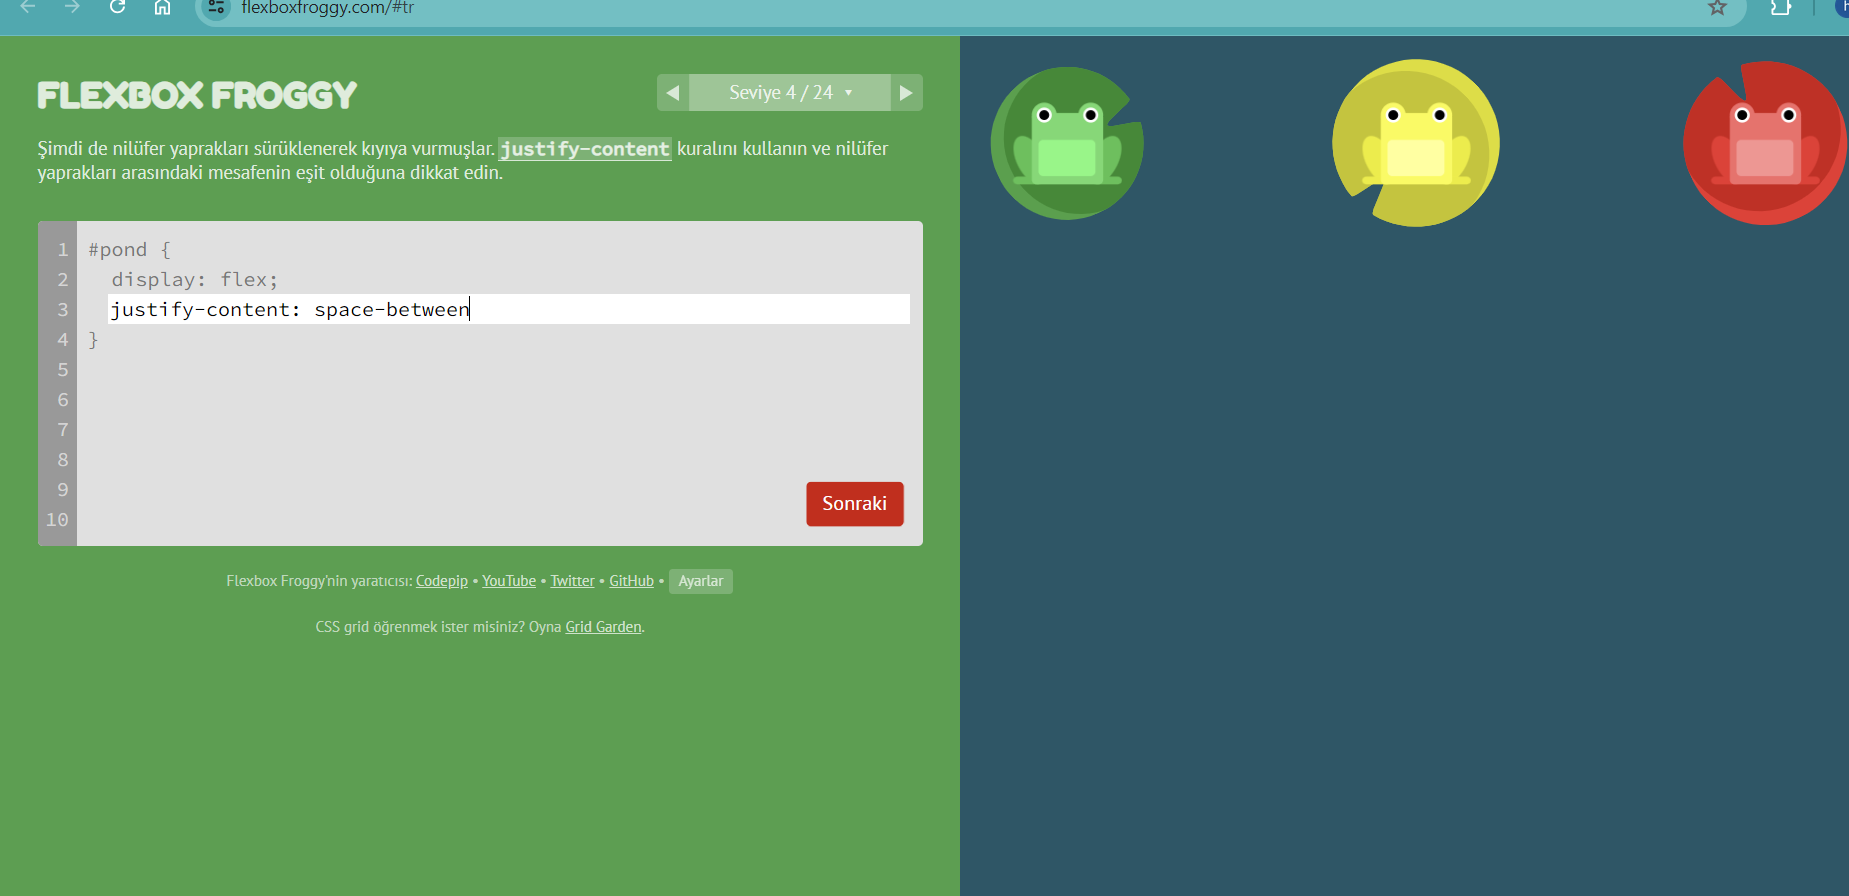 flexboxfroggy.com/#tr
FLEXBOX FROGGY
◀ Seviye 4 / 24 ▾ ▶
Şimdi de nilüfer yaprakları sürüklenerek kıyıya vurmuşlar. justify-content kuralını kullanın ve nilüfer
yaprakları arasındaki mesafenin eşit olduğuna dikkat edin.
1 #pond {
2 display: flex;
3 justify-content: space-between
4 }
5
6
7
8
9
10
Sonraki
Flexbox Froggy'nin yaratıcısı: Codepip • YouTube • Twitter • GitHub • Ayarlar
CSS grid öğrenmek ister misiniz? Oyna Grid Garden.